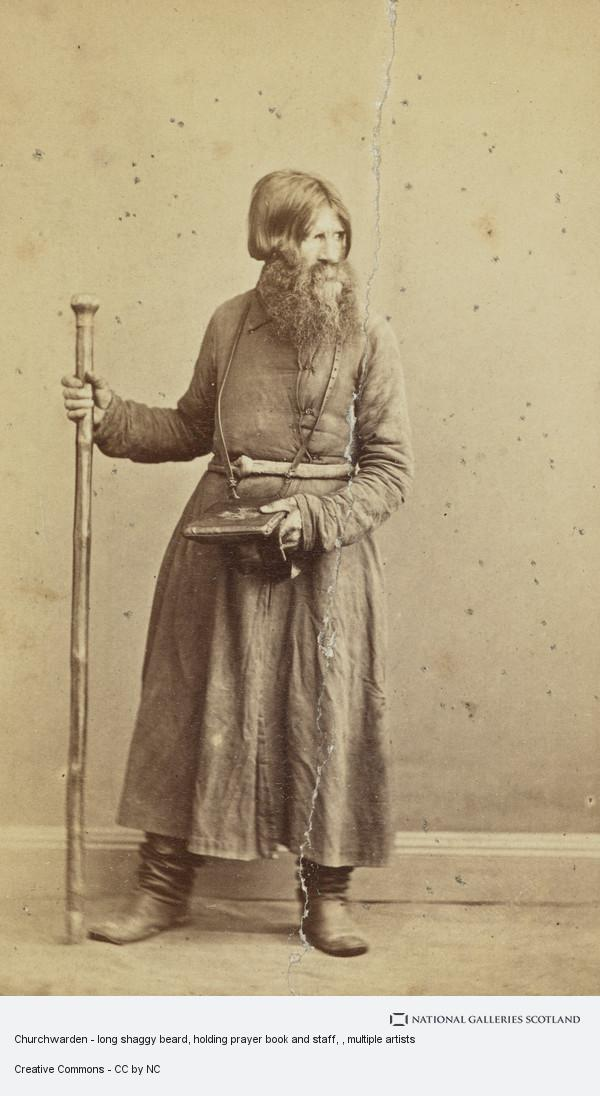 NATIONAL GALLERIES SCOTLAND
Churchwarden - long shaggy beard, holding prayer book and staff, , multiple artists
Creative Commons - CC by NC